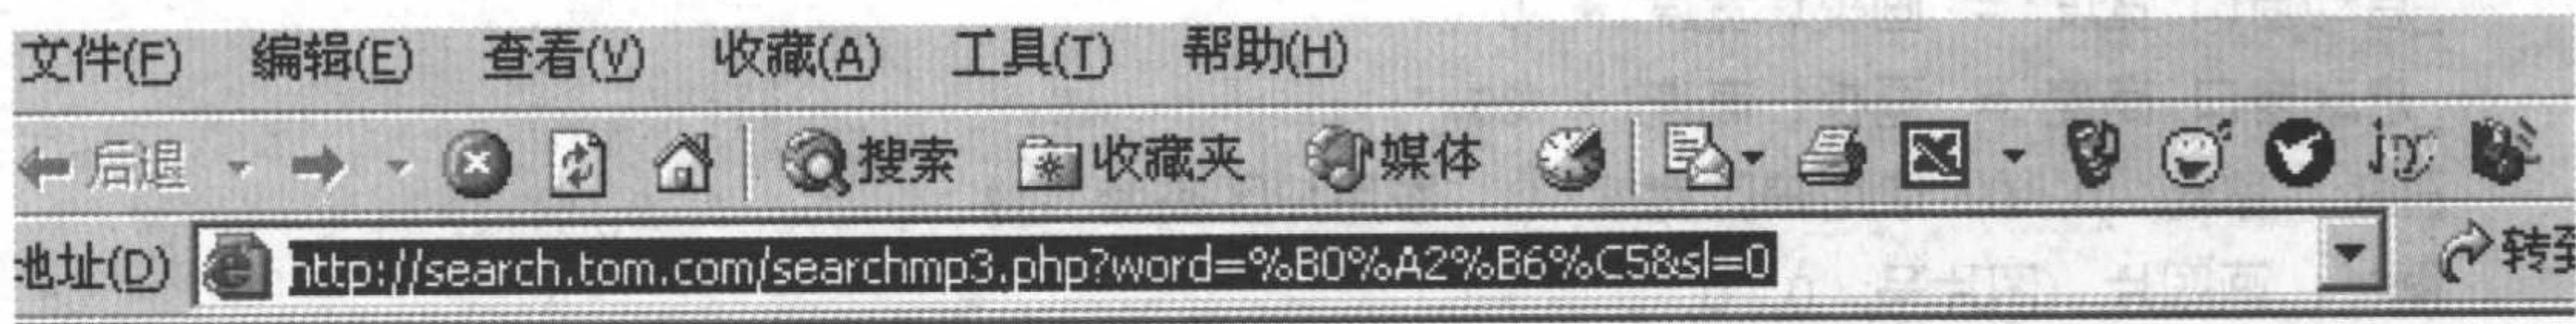 文件(F) 编辑(E) 查看(V) 收藏(A) 工具(T) 帮助(H)
后退 搜索 收藏夹 媒体
地址(D) http://search.tom.com/searchmp3.php?word=%B0%A2%B6%C5&sl=0 转到